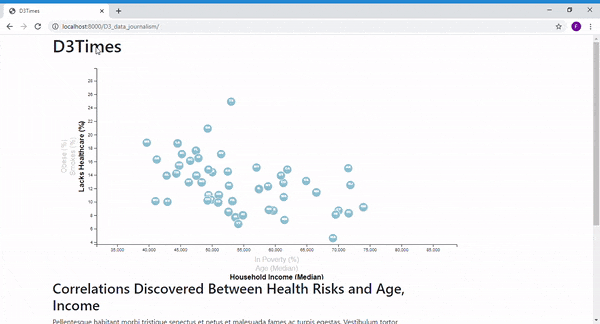 D3Times
localhost:8000/D3_data_journalism/
D3Times
Obese (%)
Smokes (%)
Lacks Healthcare (%)
28
26
24
22
20
18
16
14
12
10
8
6
4
35,000 40,000 45,000 50,000 55,000 60,000 65,000 70,000 75,000 80,000 85,000
In Poverty (%)
Age (Median)
Household Income (Median)
Correlations Discovered Between Health Risks and Age,
Income
Pellentesque habitant morbi tristique senectus et netus et malesuada fames ac turpis egestas. Vestibulum tortor